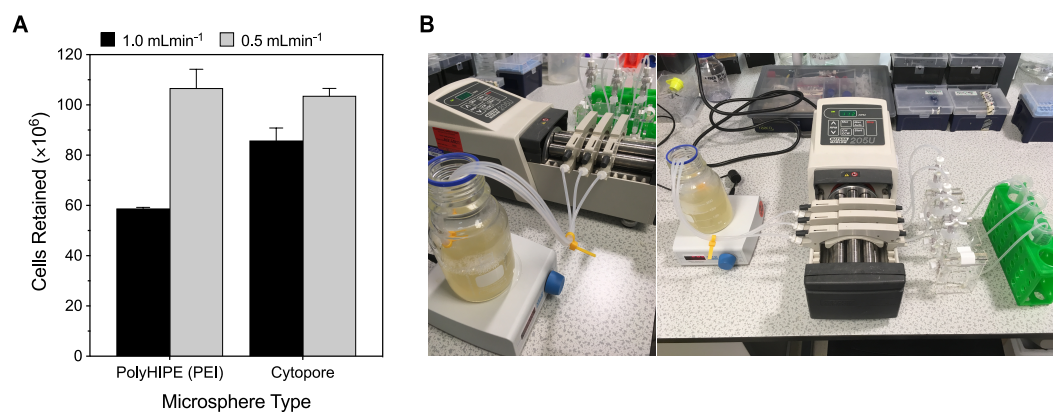 A
1.0 mLmin⁻¹
0.5 mLmin⁻¹
120
100
80
60
40
20
0
Cells Retained (×10⁶)
PolyHIPE (PEI)
Cytopore
Microsphere Type
B
205U